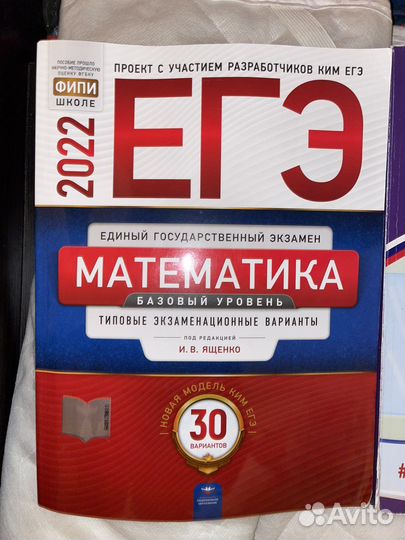 ПРОЕКТ С УЧАСТИЕМ РАЗРАБОТЧИКОВ КИМ ЕГЭ
ПОСОБИЕ ПРОШЛО
НАУЧНО-МЕТОДИЧЕСКУЮ
ОЦЕНКУ ФГБНУ
ФИПИ
ШКОЛЕ
2022
ЕГЭ
ЕДИНЫЙ ГОСУДАРСТВЕННЫЙ ЭКЗАМЕН
МАТЕМАТИКА
БАЗОВЫЙ УРОВЕНЬ
ТИПОВЫЕ ЭКЗАМЕНАЦИОННЫЕ ВАРИАНТЫ
ПОД РЕДАКЦИЕЙ
И. В. ЯЩЕНКО
НОВАЯ МОДЕЛЬ КИМ ЕГЭ
30
ВАРИАНТОВ
#
Avito